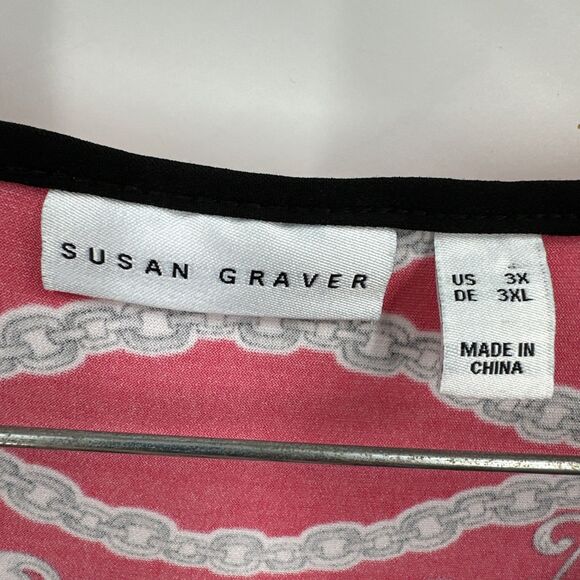 SUSAN GRAVER
US 3X
DE 3XL
MADE IN
CHINA